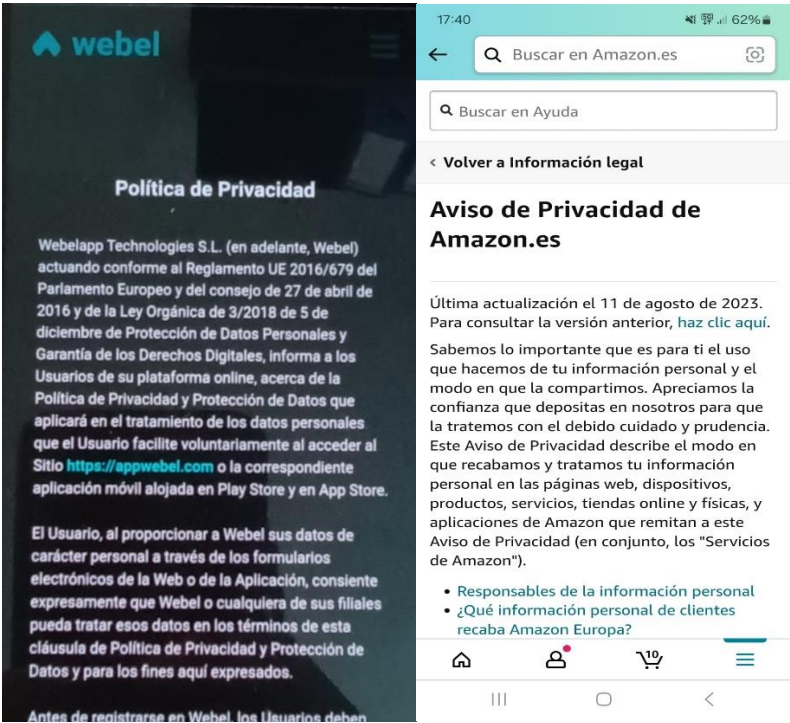 webel
Política de Privacidad
Webelapp Technologies S.L. (en adelante, Webel)
actuando conforme al Reglamento UE 2016/679 del
Parlamento Europeo y del consejo de 27 de abril de
2016 y de la Ley Orgánica de 3/2018 de 5 de
diciembre de Protección de Datos Personales y
Garantía de los Derechos Digitales, informa a los
Usuarios de su plataforma online, acerca de la
Política de Privacidad y Protección de Datos que
aplicará en el tratamiento de los datos personales
que el Usuario facilite voluntariamente al acceder al
Sitio https://appwebel.com o la correspondiente
aplicación móvil alojada en Play Store y en App Store.
El Usuario, al proporcionar a Webel sus datos de
carácter personal a través de los formularios
electrónicos de la Web o de la Aplicación, consiente
expresamente que Webel o cualquiera de sus filiales
pueda tratar esos datos en los términos de esta
cláusula de Política de Privacidad y Protección de
Datos y para los fines aquí expresados.
Antes de registrarse en Webel, los Usuarios deben
17:40
62%
Buscar en Amazon.es
Buscar en Ayuda
‹ Volver a Información legal
Aviso de Privacidad de
Amazon.es
Última actualización el 11 de agosto de 2023.
Para consultar la versión anterior, haz clic aquí.
Sabemos lo importante que es para ti el uso
que hacemos de tu información personal y el
modo en que la compartimos. Apreciamos la
confianza que depositas en nosotros para que
la tratemos con el debido cuidado y prudencia.
Este Aviso de Privacidad describe el modo en
que recabamos y tratamos tu información
personal en las páginas web, dispositivos,
productos, servicios, tiendas online y físicas, y
aplicaciones de Amazon que remitan a este
Aviso de Privacidad (en conjunto, los "Servicios
de Amazon").
• Responsables de la información personal
• ¿Qué información personal de clientes
recaba Amazon Europa?
10